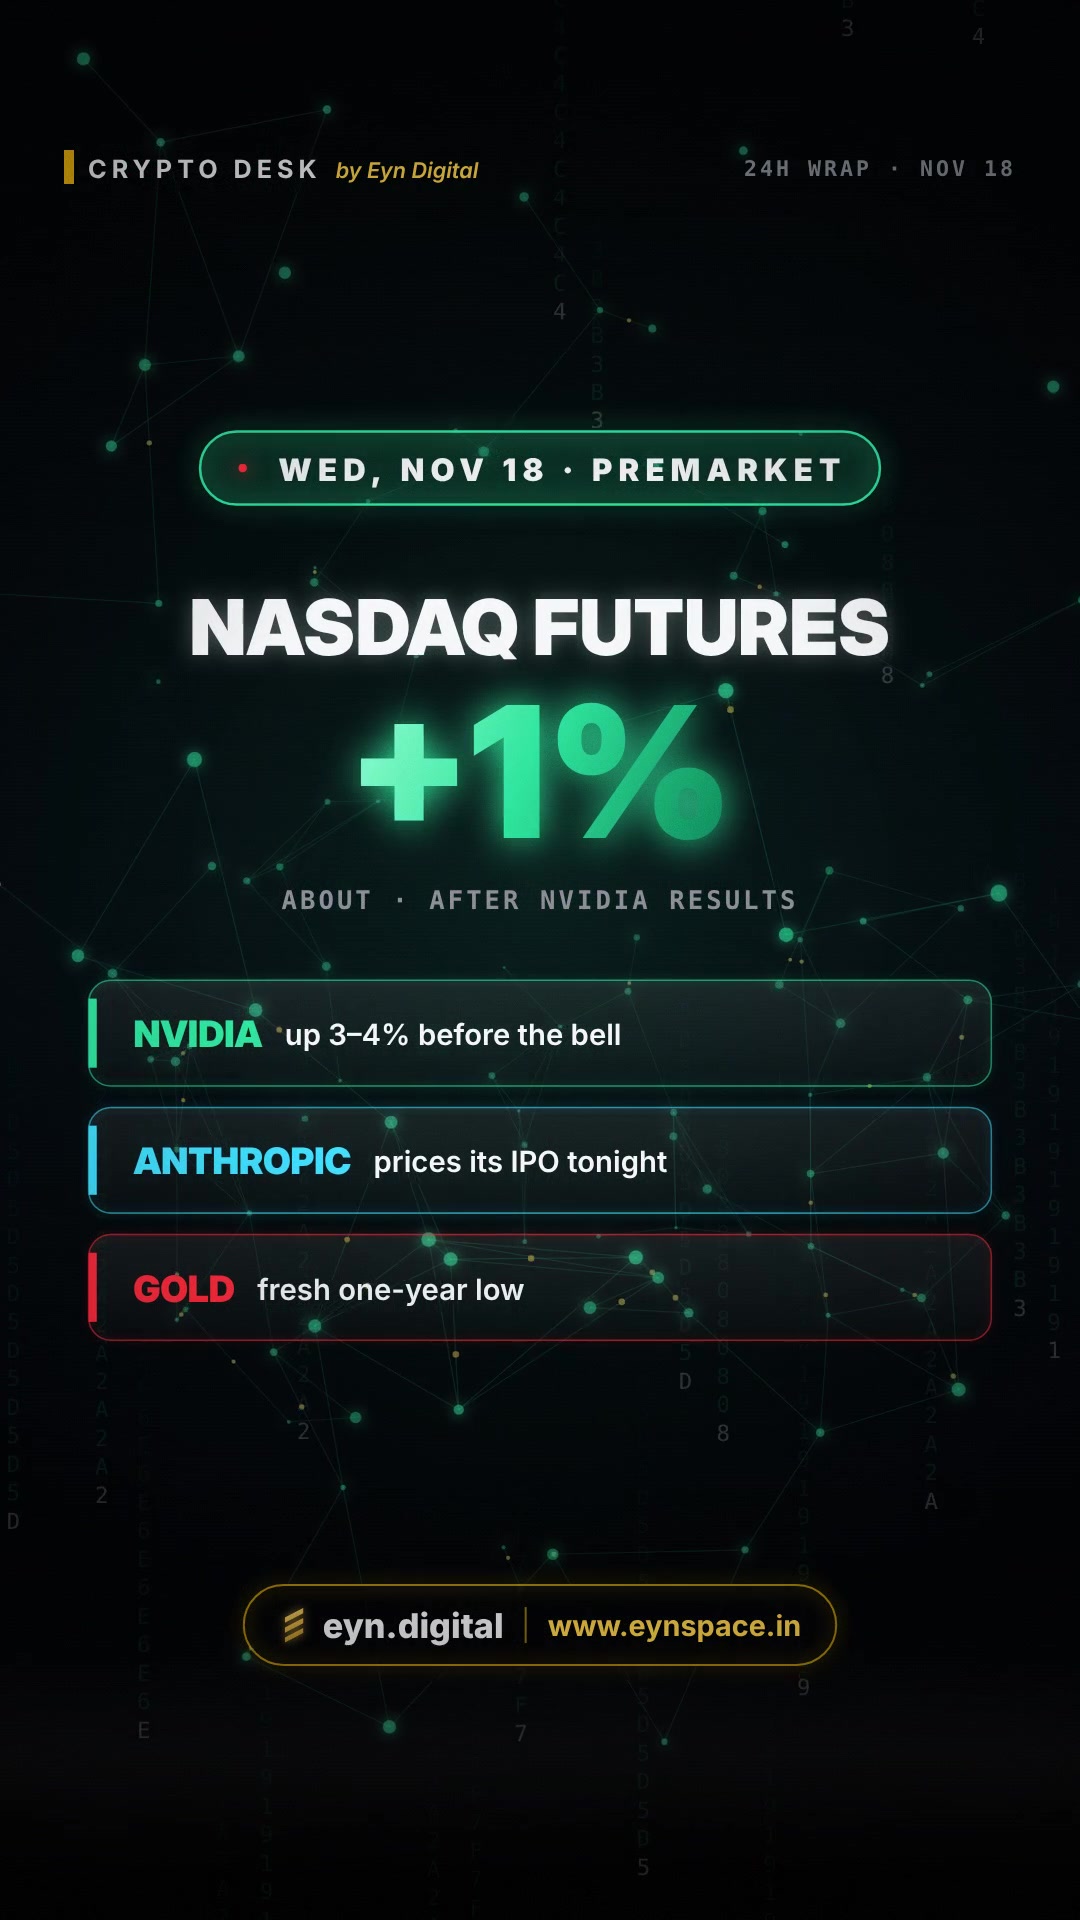 CRYPTO DESK by Eyn Digital
24H WRAP · NOV 18
WED, NOV 18 · PREMARKET
NASDAQ FUTURES
+1%
ABOUT · AFTER NVIDIA RESULTS
NVIDIA up 3–4% before the bell
ANTHROPIC prices its IPO tonight
GOLD fresh one-year low
eyn.digital | www.eynspace.in